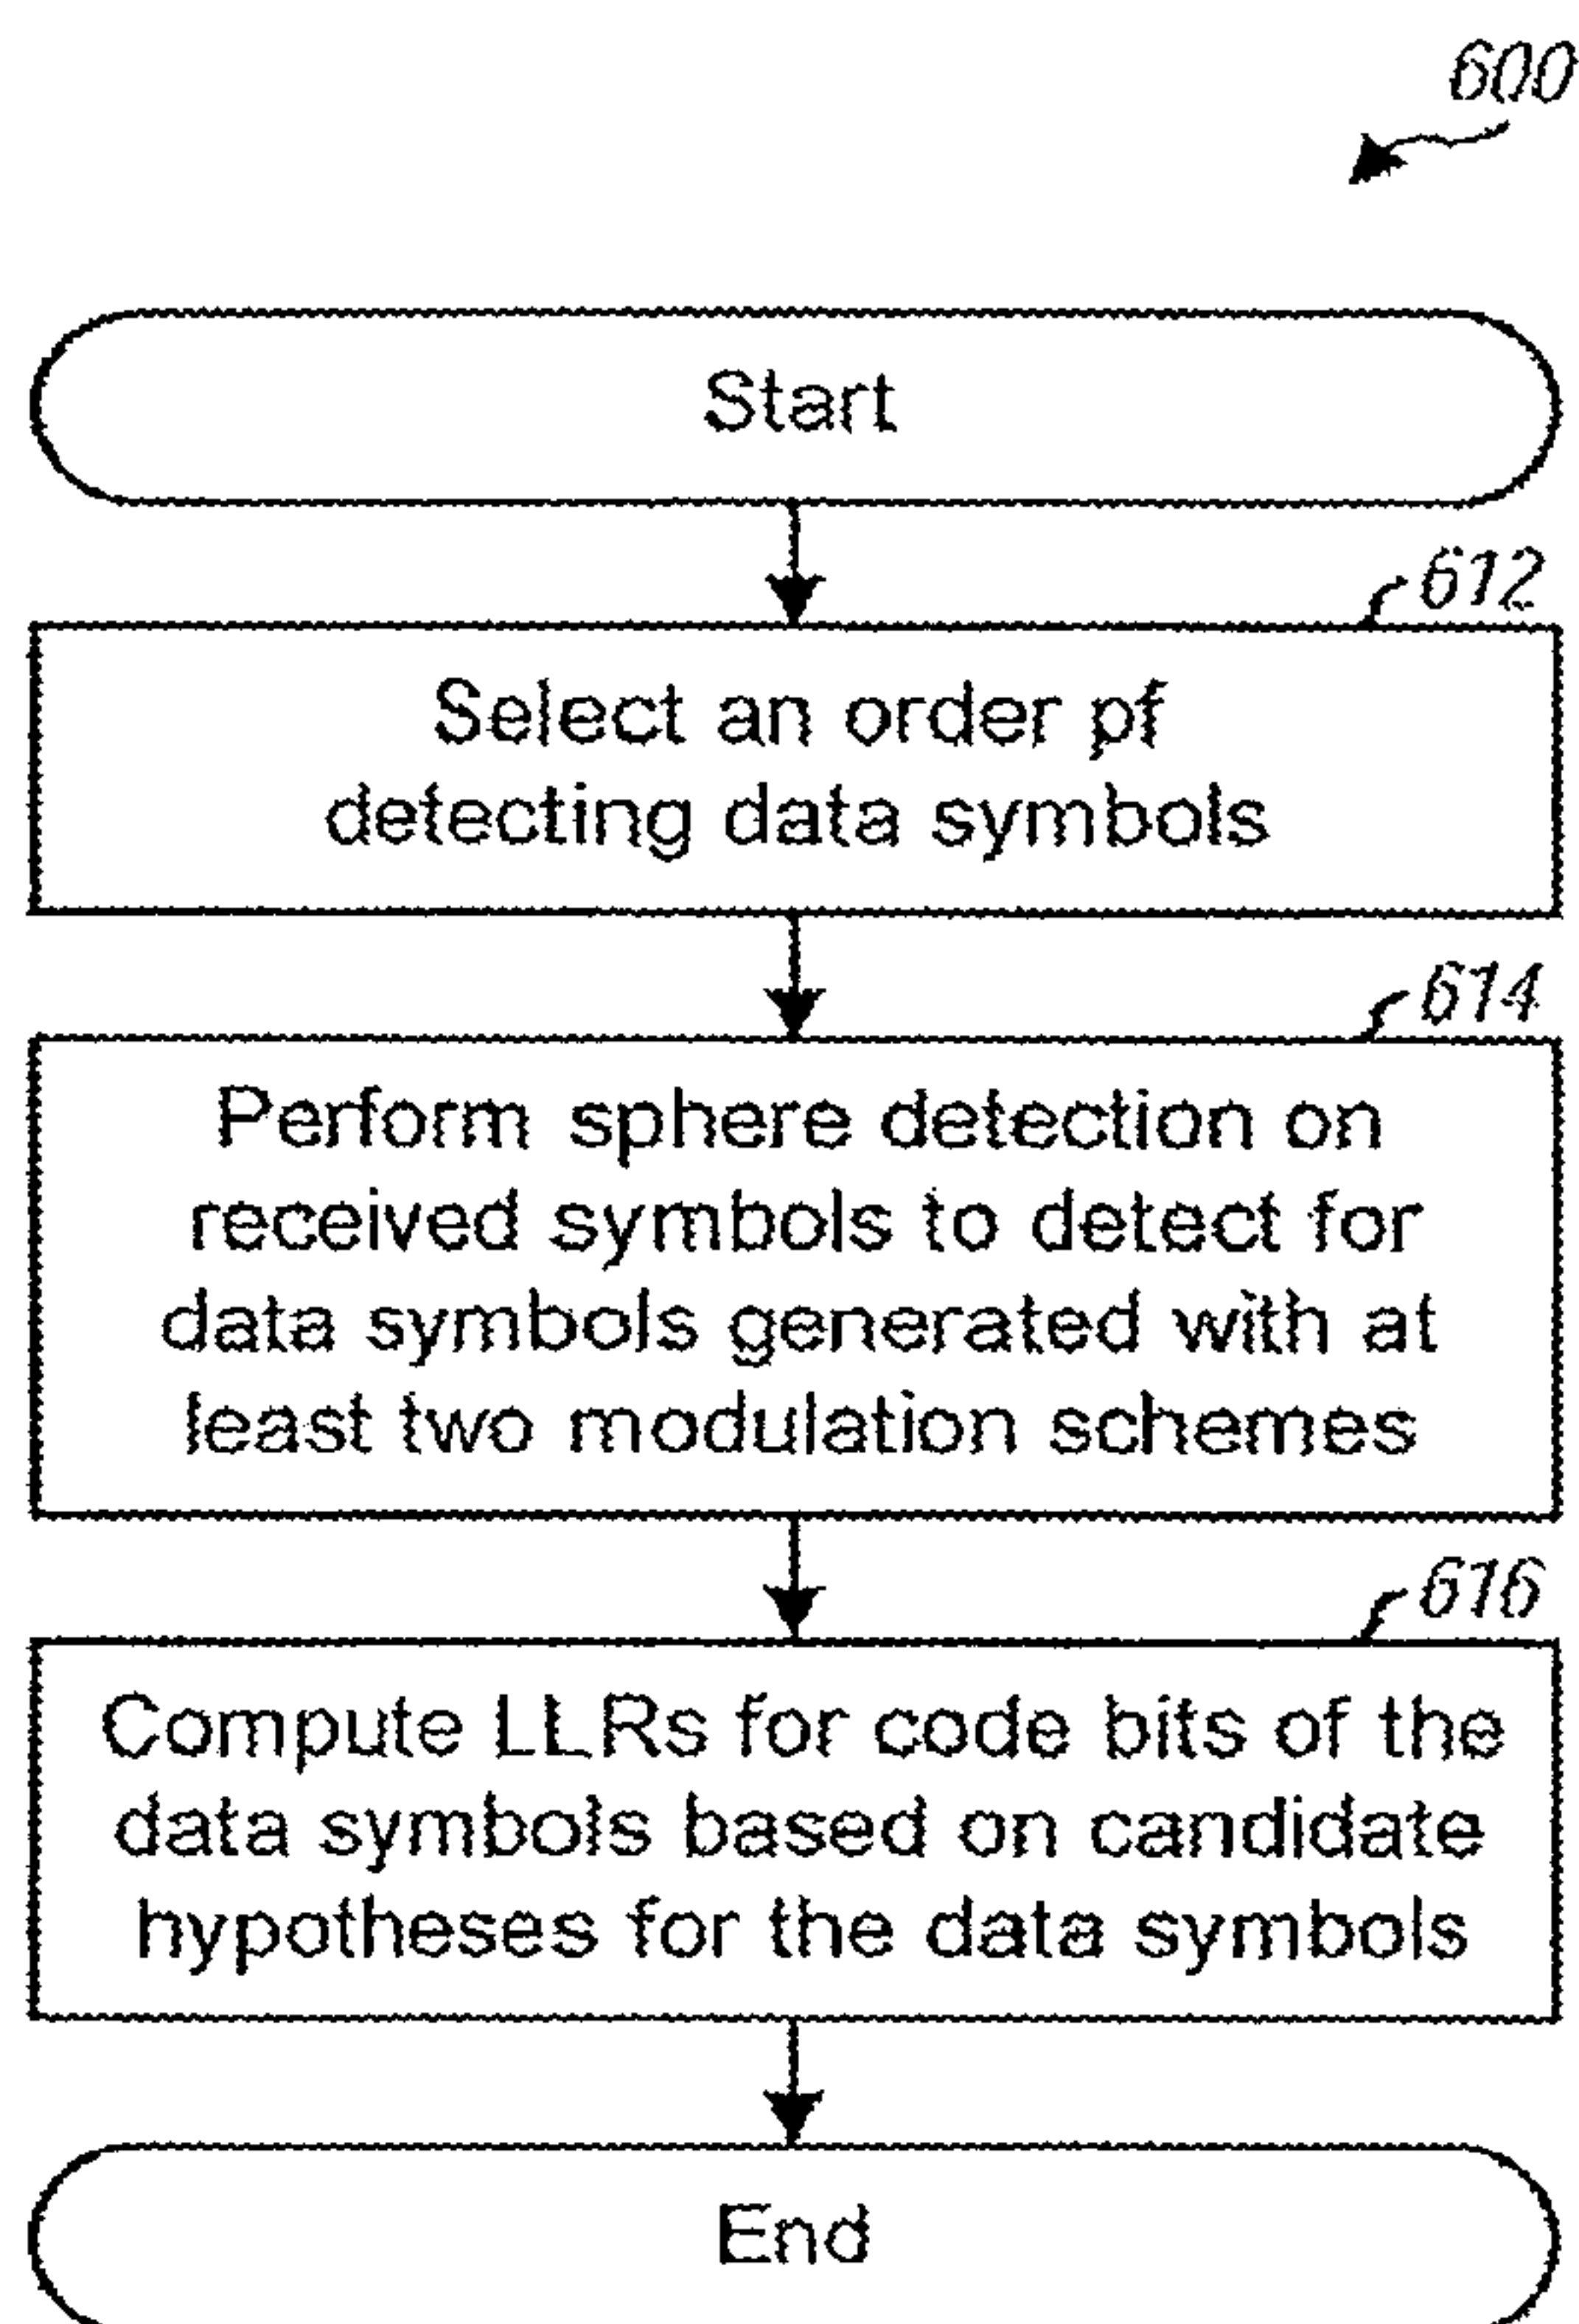 600
Start
612
Select an order pf
detecting data symbols
614
Perform sphere detection on
received symbols to detect for
data symbols generated with at
least two modulation schemes
616
Compute LLRs for code bits of the
data symbols based on candidate
hypotheses for the data symbols
End